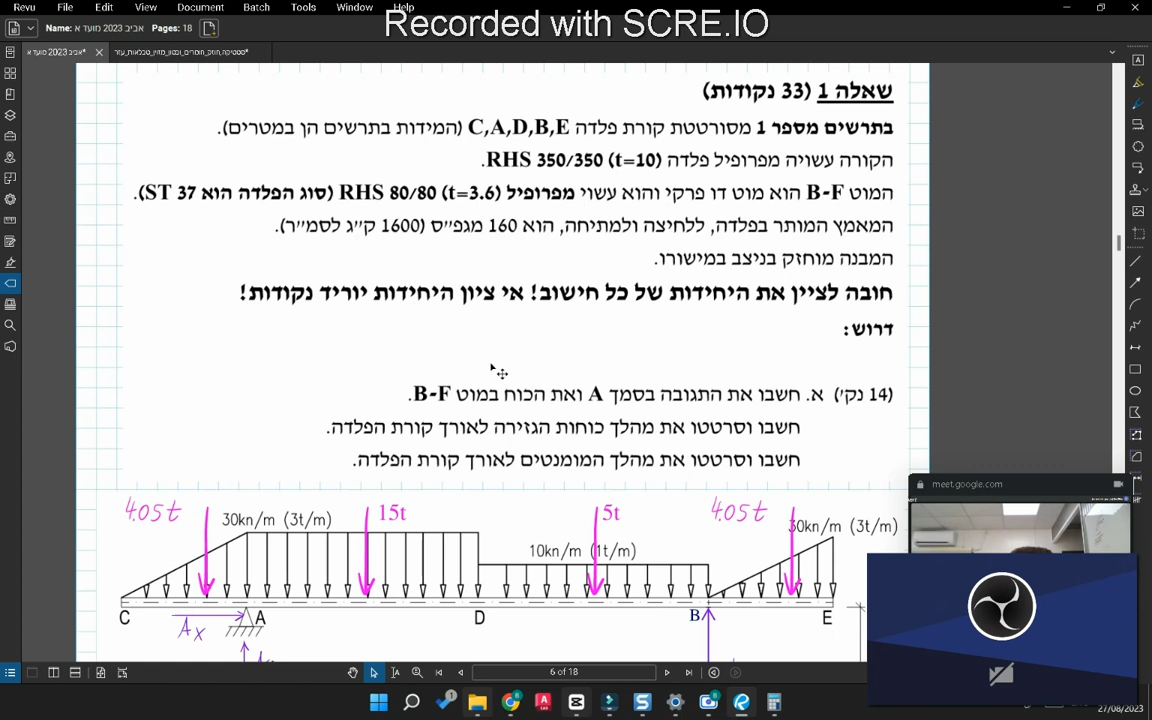 Revu File Edit View Document Batch Tools Window Help
Recorded with SCRE.IO
Name: אביב 2023 מועד א* Pages: 18
אביב 2023 מועד א*
שאלה 1 (33 נקודות)
בתרשים מספר 1 מסורטטת קורת פלדה C,A,D,B,E (המידות בתרשים הן במטרים).
הקורה עשויה מפרופיל פלדה RHS 350/350 (t=10).
המוט B-F הוא מוט דו פרקי והוא עשוי מפרופיל RHS 80/80 (t=3.6) (סוג הפלדה הוא ST 37).
המאמץ המותר בפלדה, ללחיצה ולמתיחה, הוא 160 מגפ״ס (1600 ק״ג לסמ״ר).
המבנה מוחזק בניצב במישורו.
חובה לציין את היחידות של כל חישוב! אי ציון היחידות יוריד נקודות!
דרוש:
(14 נק') א. חשבו את התגובה בסמך A ואת הכוח במוט B-F.
חשבו וסרטטו את מהלך כוחות הגזירה לאורך קורת הפלדה.
חשבו וסרטטו את מהלך המומנטים לאורך קורת הפלדה.
meet.google.com
4.05t 15t 5t 4.05t
30kn/m (3t/m) 30kn/m (3t/m)
10kn/m (1t/m)
C A D B E
Ax
6 of 18
27/08/2023